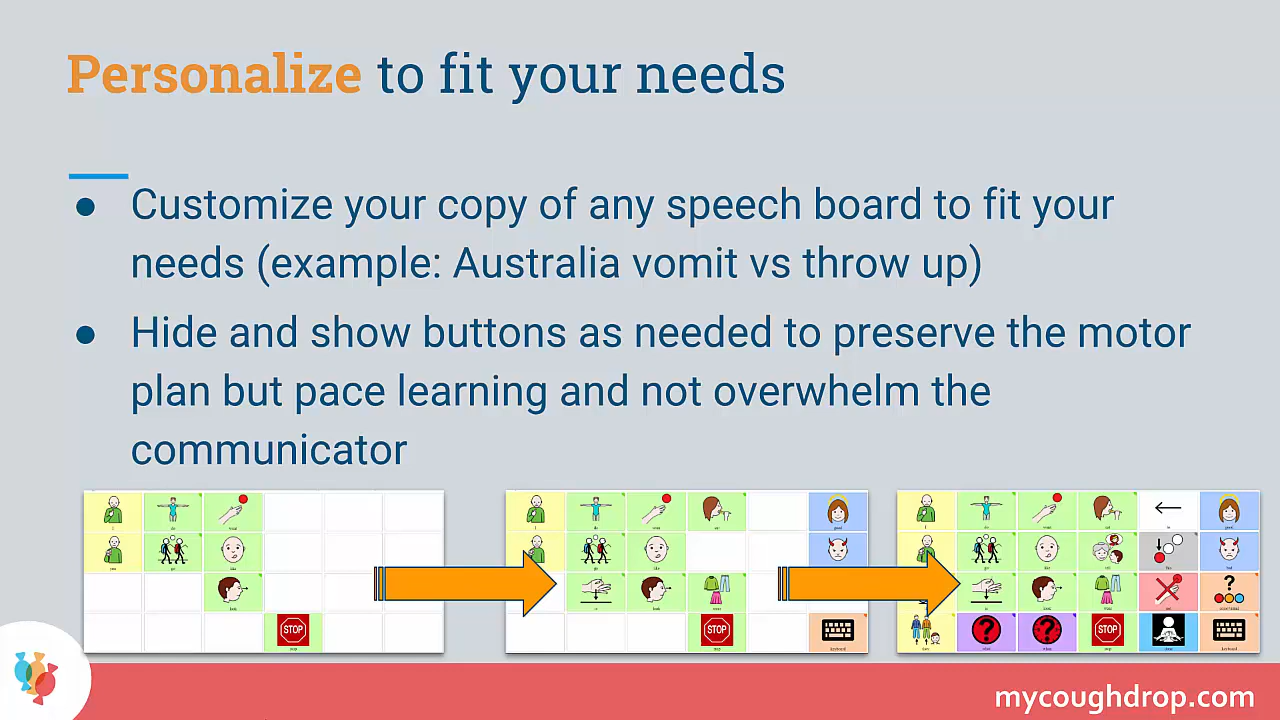 Personalize to fit your needs
● Customize your copy of any speech board to fit your
needs (example: Australia vomit vs throw up)
● Hide and show buttons as needed to preserve the motor
plan but pace learning and not overwhelm the
communicator
STOP
STOP
STOP
mycoughdrop.com